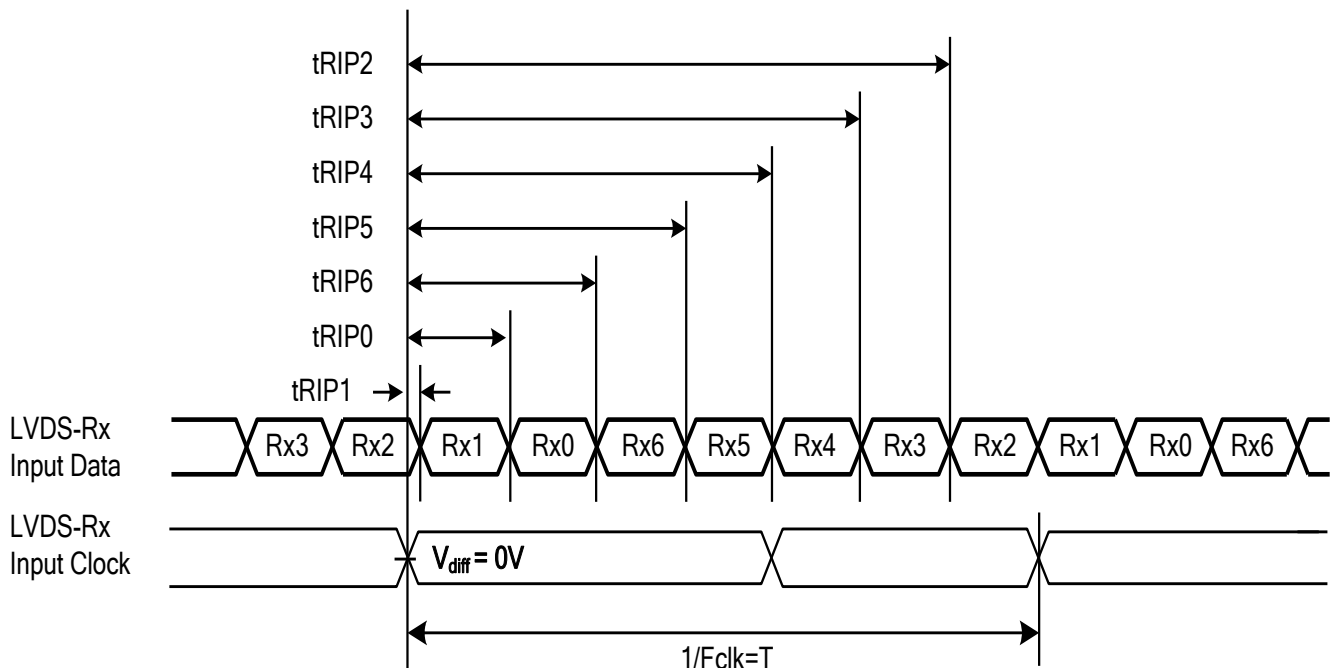 tRIP2
tRIP3
tRIP4
tRIP5
tRIP6
tRIP0
tRIP1
LVDS-Rx
Input Data
Rx3 Rx2 Rx1 Rx0 Rx6 Rx5 Rx4 Rx3 Rx2 Rx1 Rx0 Rx6
LVDS-Rx
Input Clock
Vdiff = 0V
1/Fclk=T